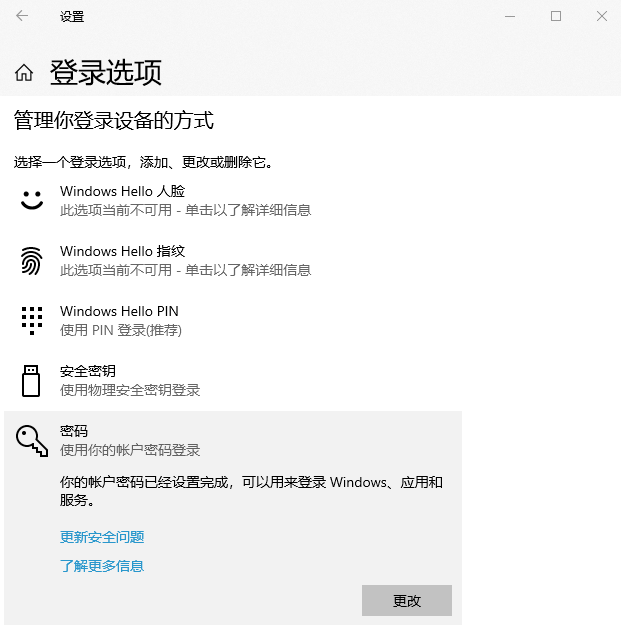 设置
登录选项
管理你登录设备的方式
选择一个登录选项，添加、更改或删除它。
Windows Hello 人脸
此选项当前不可用 - 单击以了解详细信息
Windows Hello 指纹
此选项当前不可用 - 单击以了解详细信息
Windows Hello PIN
使用 PIN 登录(推荐)
安全密钥
使用物理安全密钥登录
密码
使用你的帐户密码登录
你的帐户密码已经设置完成，可以用来登录 Windows、应用和
服务。
更新安全问题
了解更多信息
更改